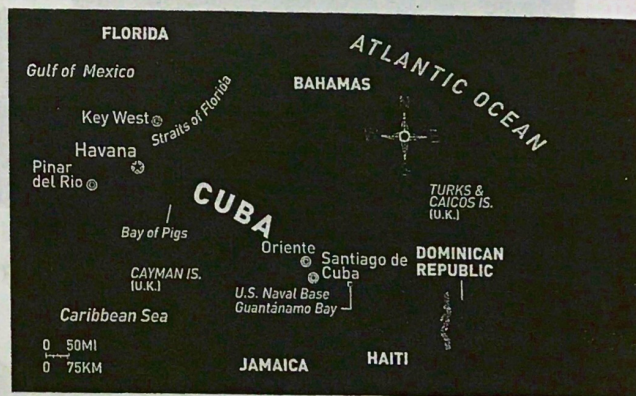 FLORIDA
ATLANTIC OCEAN
Gulf of Mexico
BAHAMAS
Straits of Florida
Key West
Havana
Pinar
del Rio
TURKS &
CAICOS IS.
(U.K.)
CUBA
Bay of Pigs
Oriente
Santiago de
Cuba
DOMINICAN
REPUBLIC
CAYMAN IS.
(U.K.)
U.S. Naval Base
Guantánamo Bay
Caribbean Sea
0 50MI
0 75KM
JAMAICA
HAITI